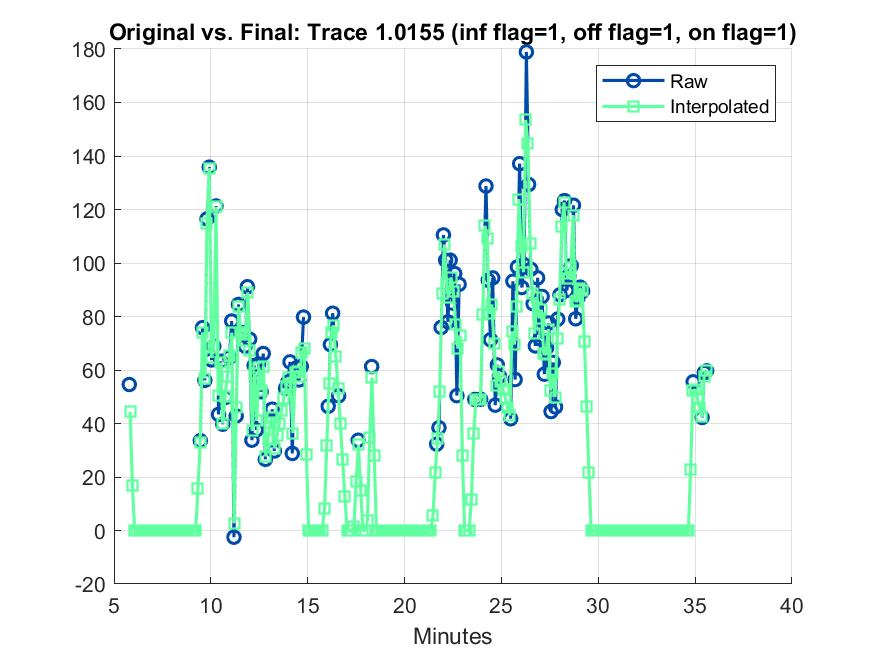 Original vs. Final: Trace 1.0155 (inf flag=1, off flag=1, on flag=1)
180
160
140
120
100
80
60
40
20
0
-20
Raw
Interpolated
5 10 15 20 25 30 35 40
Minutes